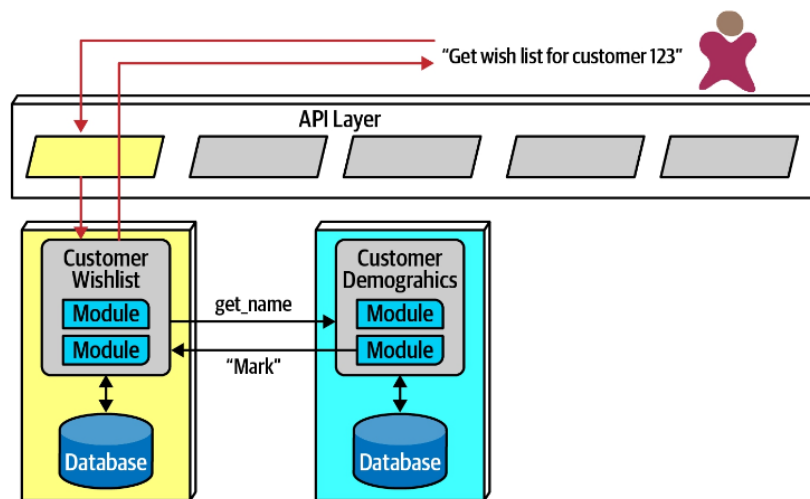 “Get wish list for customer 123”
API Layer
Customer
Wishlist
Module
Module
Database
get_name
“Mark”
Customer
Demograhics
Module
Module
Database